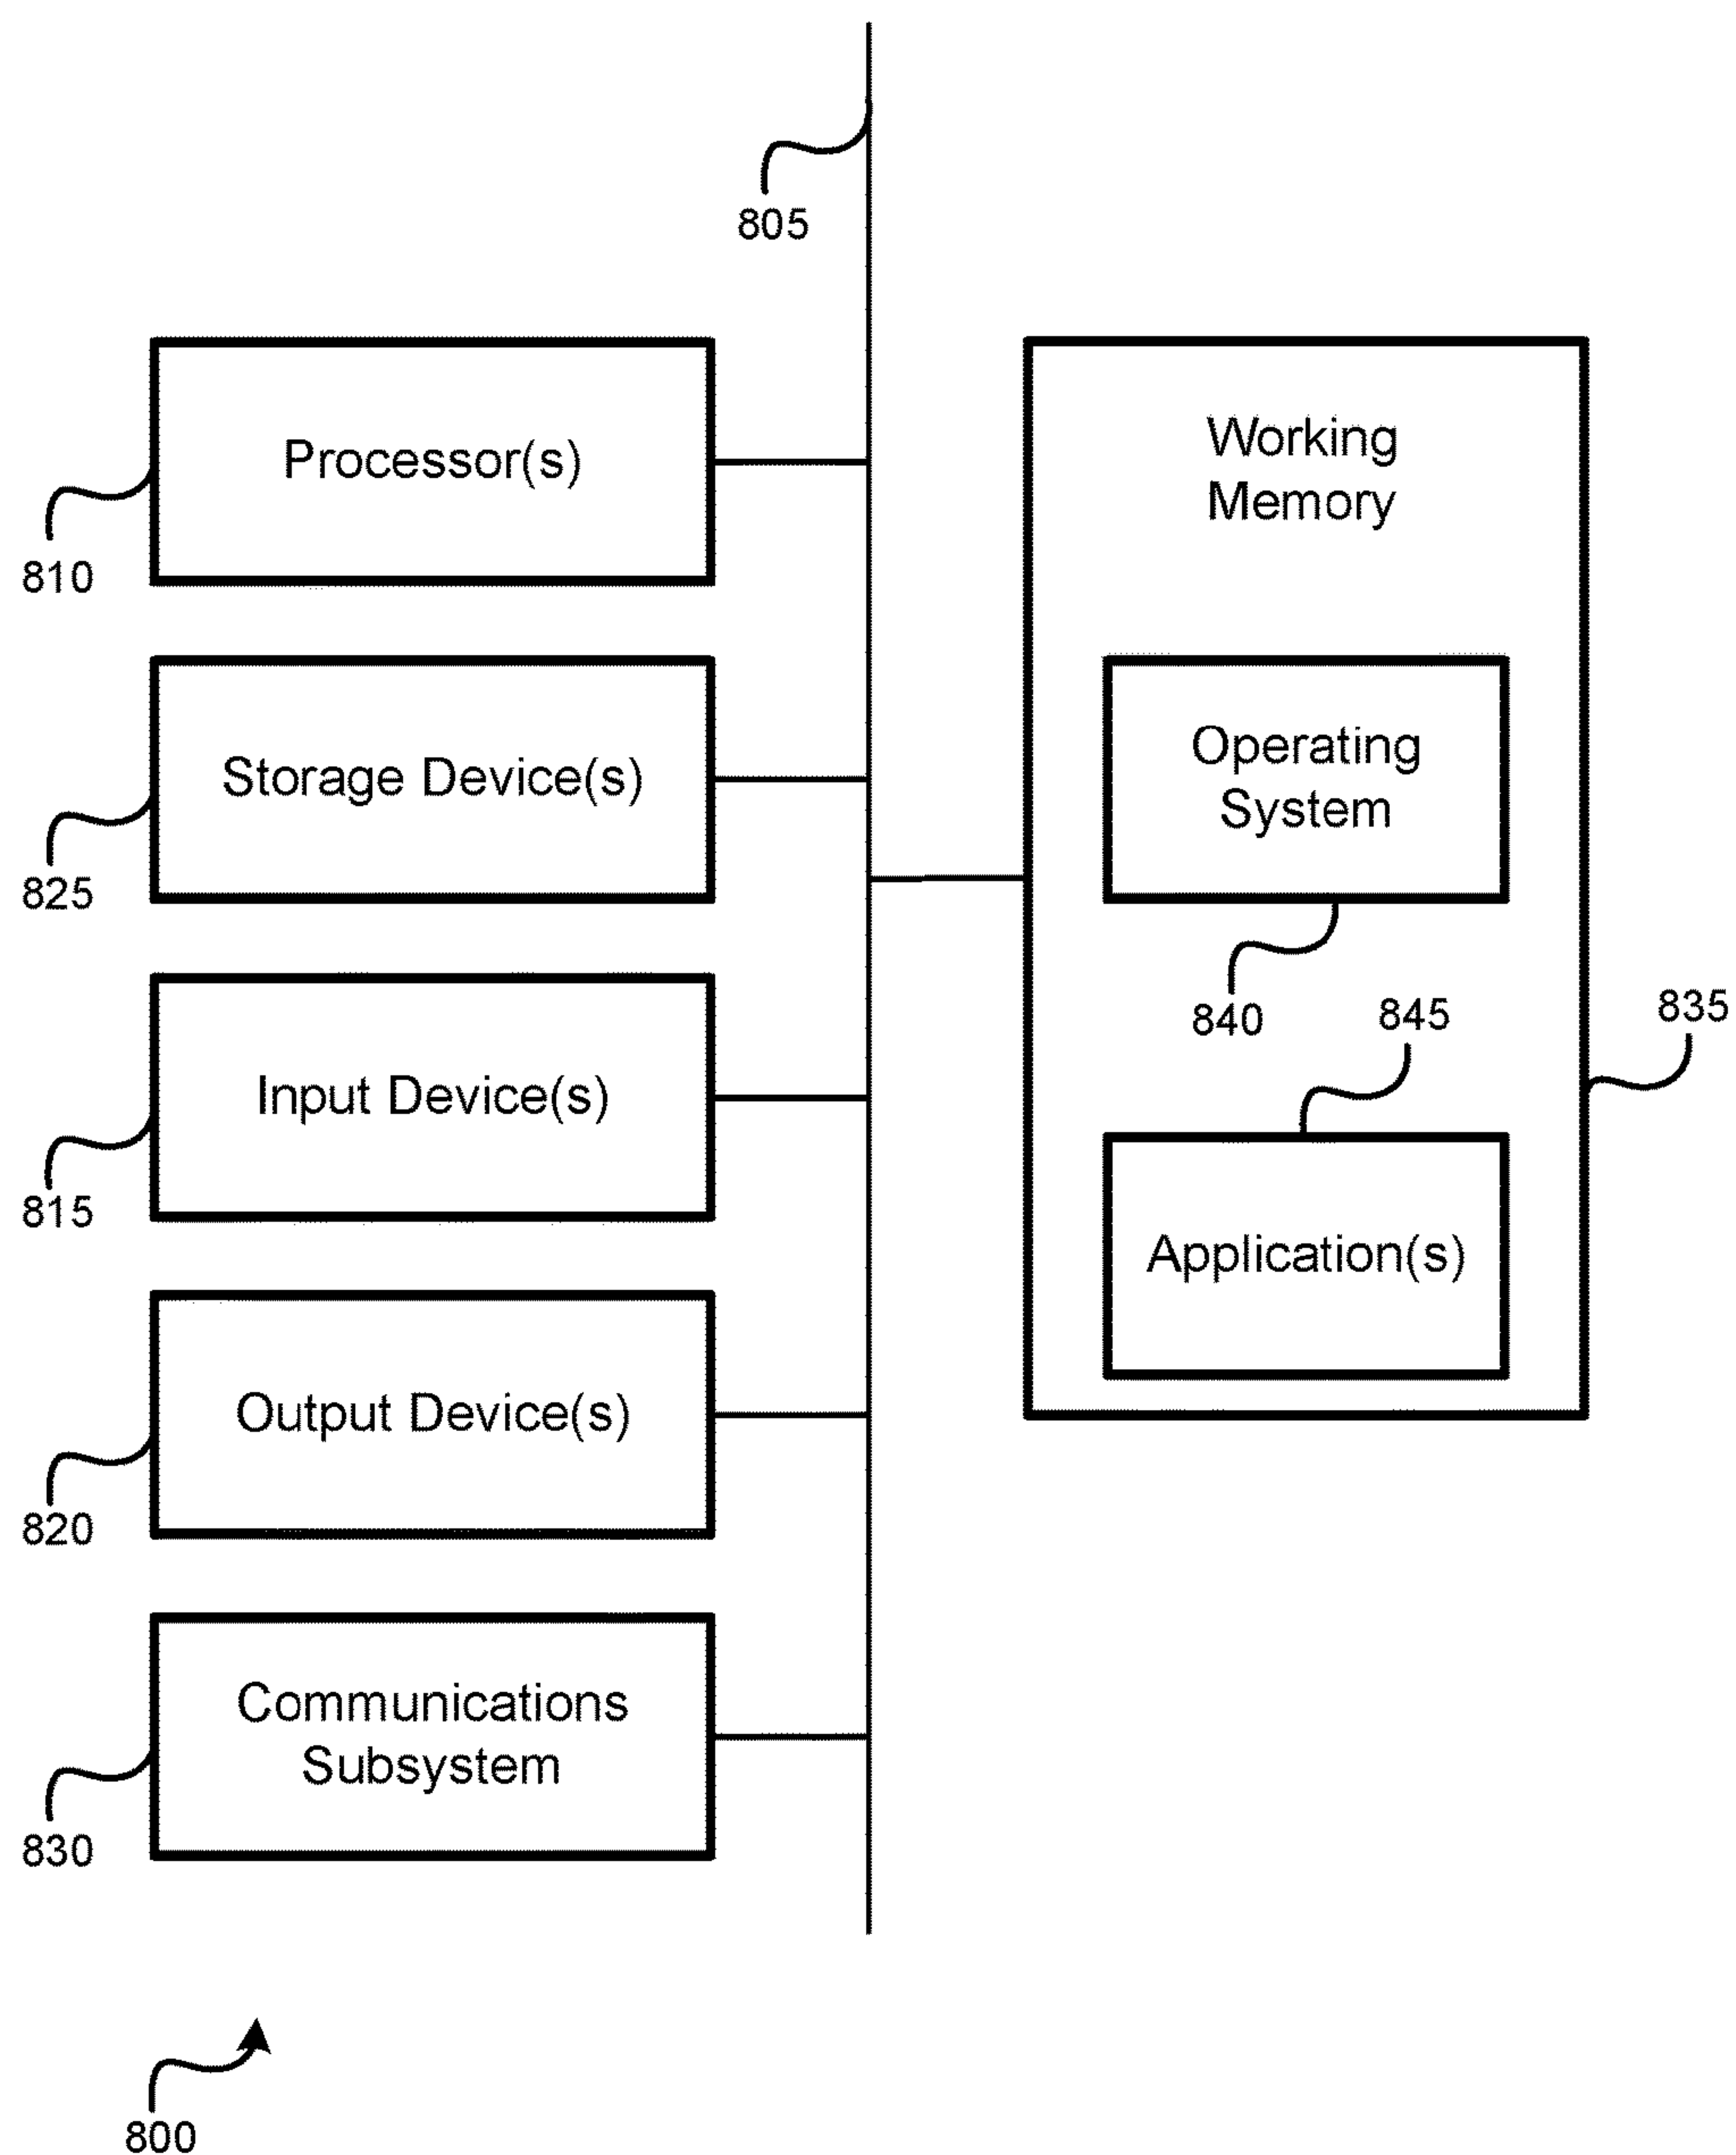 805
Processor(s)
810
Storage Device(s)
825
Input Device(s)
815
Output Device(s)
820
Communications
Subsystem
830
Working
Memory
Operating
System
840
845
835
Application(s)
800